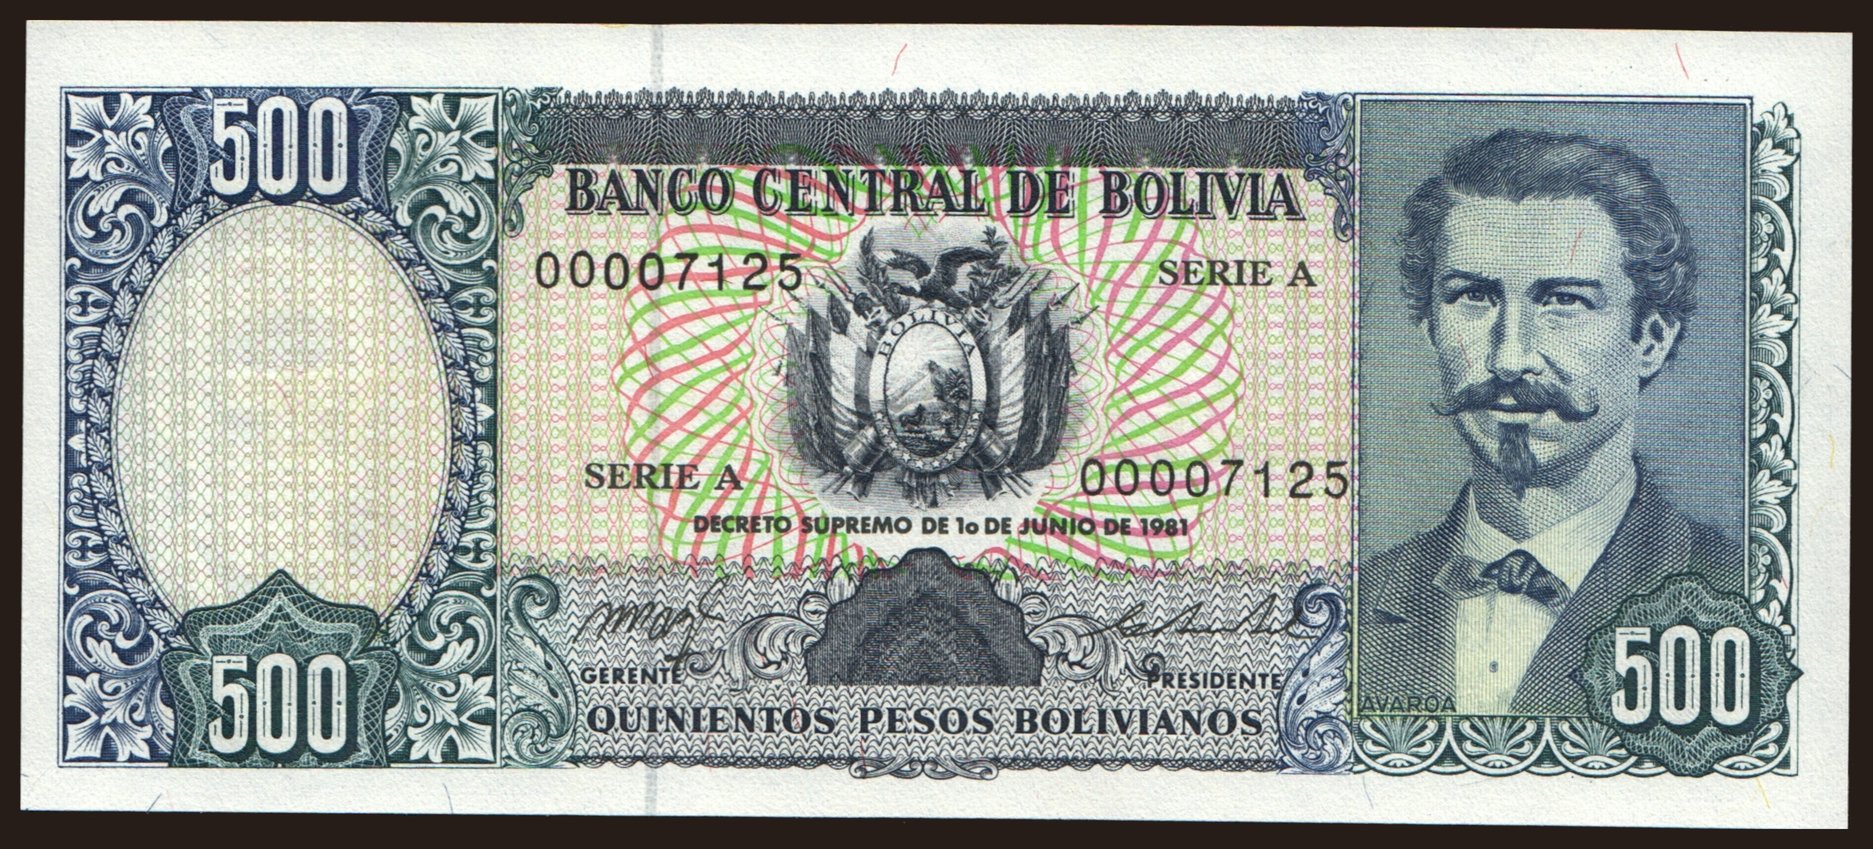 500
BANCO CENTRAL DE BOLIVIA
00007125 SERIE A
BOLIVIA
SERIE A 00007125
DECRETO SUPREMO DE 1o DE JUNIO DE 1981
GERENTE PRESIDENTE
500 QUINIENTOS PESOS BOLIVIANOS
AVAROA
500